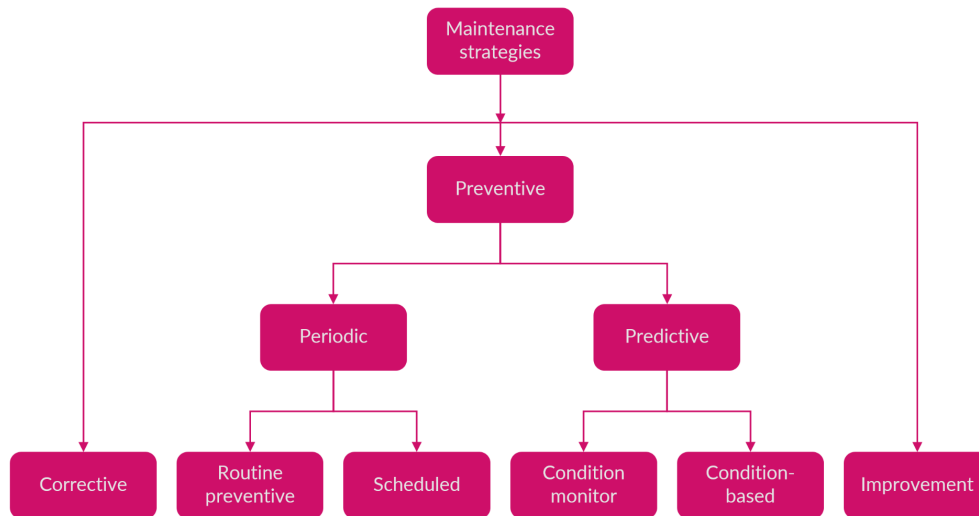 Maintenance
strategies
Preventive
Periodic
Predictive
Corrective
Routine
preventive
Scheduled
Condition
monitor
Condition-
based
Improvement